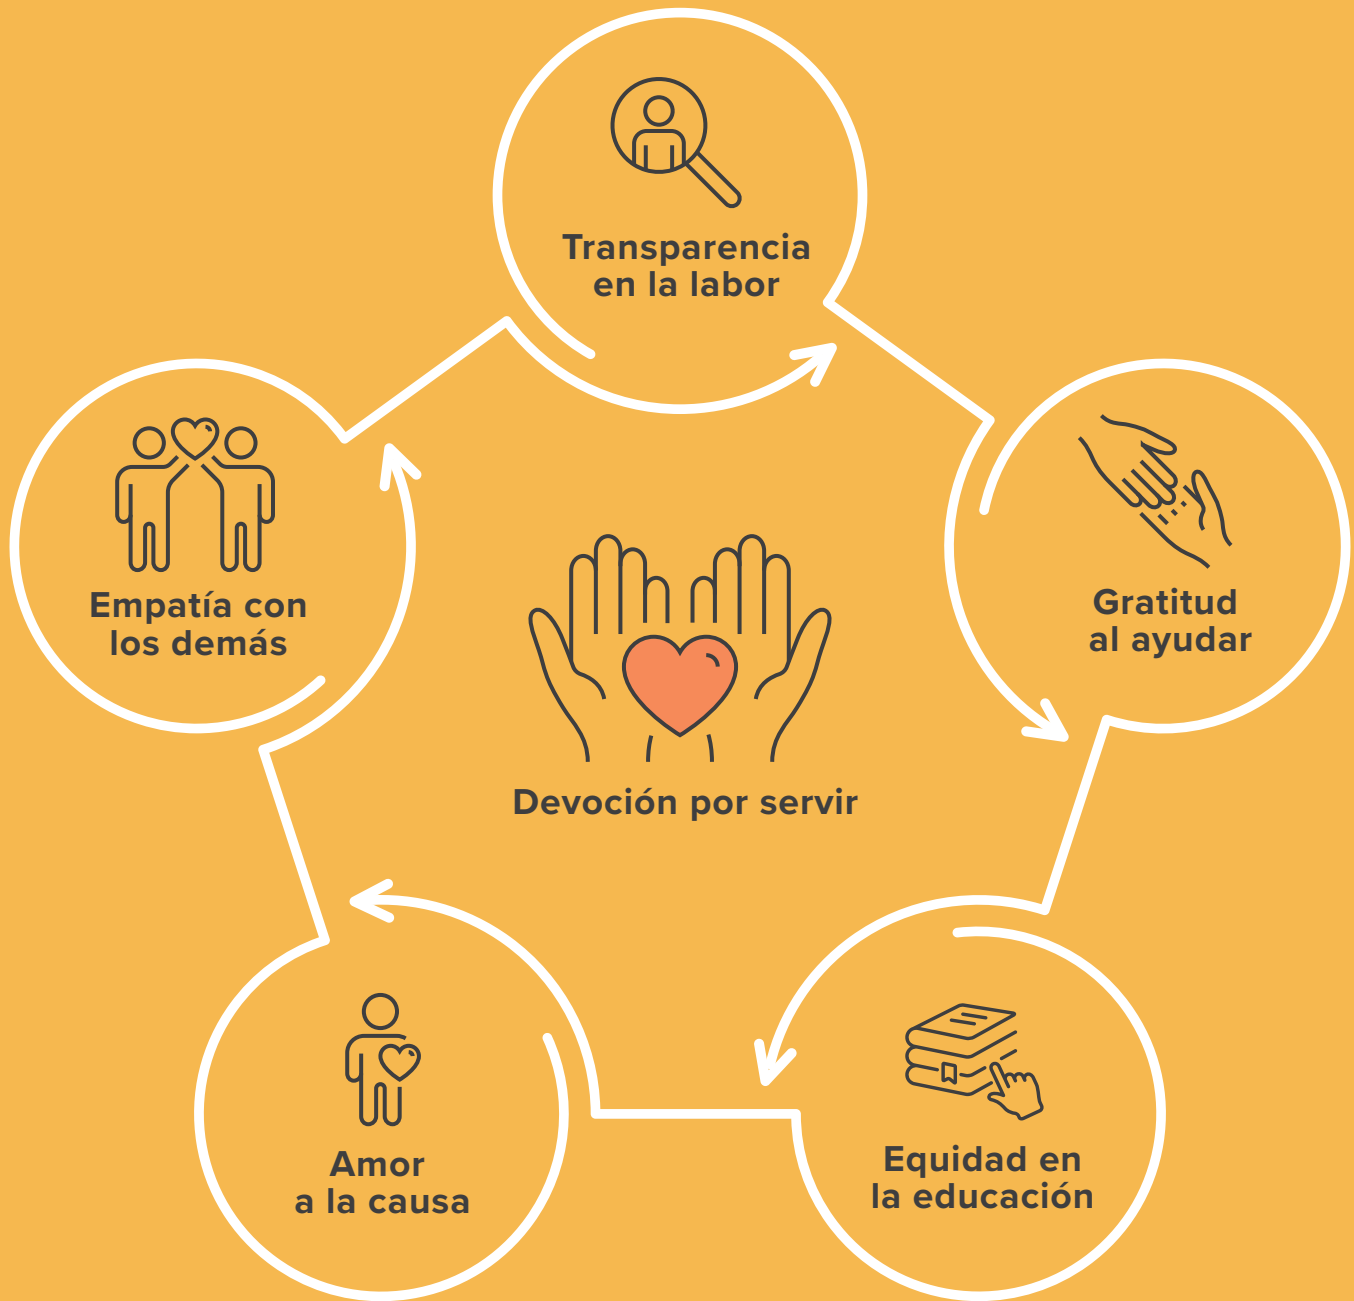 Transparencia
en la labor
Empatía con
los demás
Gratitud
al ayudar
Devoción por servir
Amor
a la causa
Equidad en
la educación